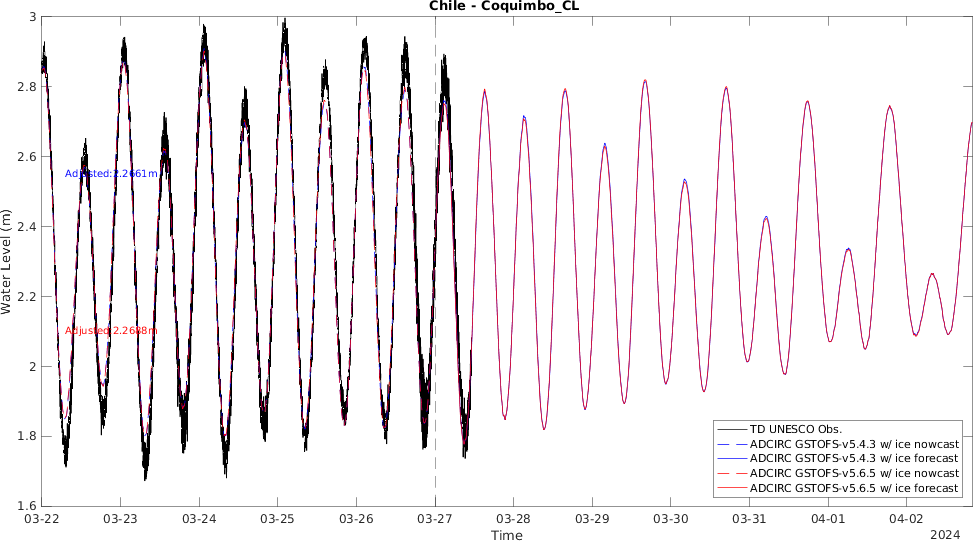 Chile - Coquimbo_CL
3
2.8
2.6
2.4
2.2
2
1.8
1.6
Water Level (m)
Adjusted:2.2661m
Adjusted:2.2688m
TD UNESCO Obs.
ADCIRC GSTOFS-v5.4.3 w/ ice nowcast
ADCIRC GSTOFS-v5.4.3 w/ ice forecast
ADCIRC GSTOFS-v5.6.5 w/ ice nowcast
ADCIRC GSTOFS-v5.6.5 w/ ice forecast
03-22 03-23 03-24 03-25 03-26 03-27 03-28 03-29 03-30 03-31 04-01 04-02
Time
2024